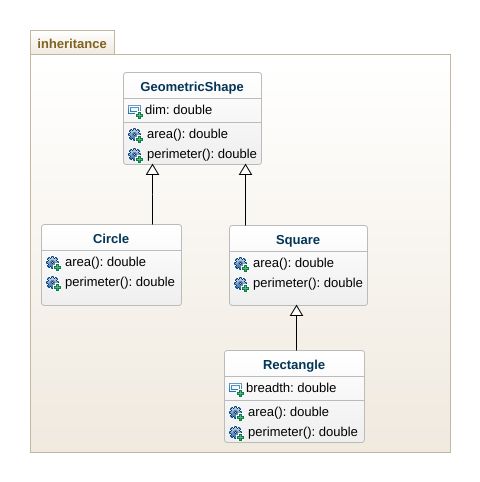 inheritance
GeometricShape
dim: double
area(): double
perimeter(): double
Circle
area(): double
perimeter(): double
Square
area(): double
perimeter(): double
Rectangle
breadth: double
area(): double
perimeter(): double